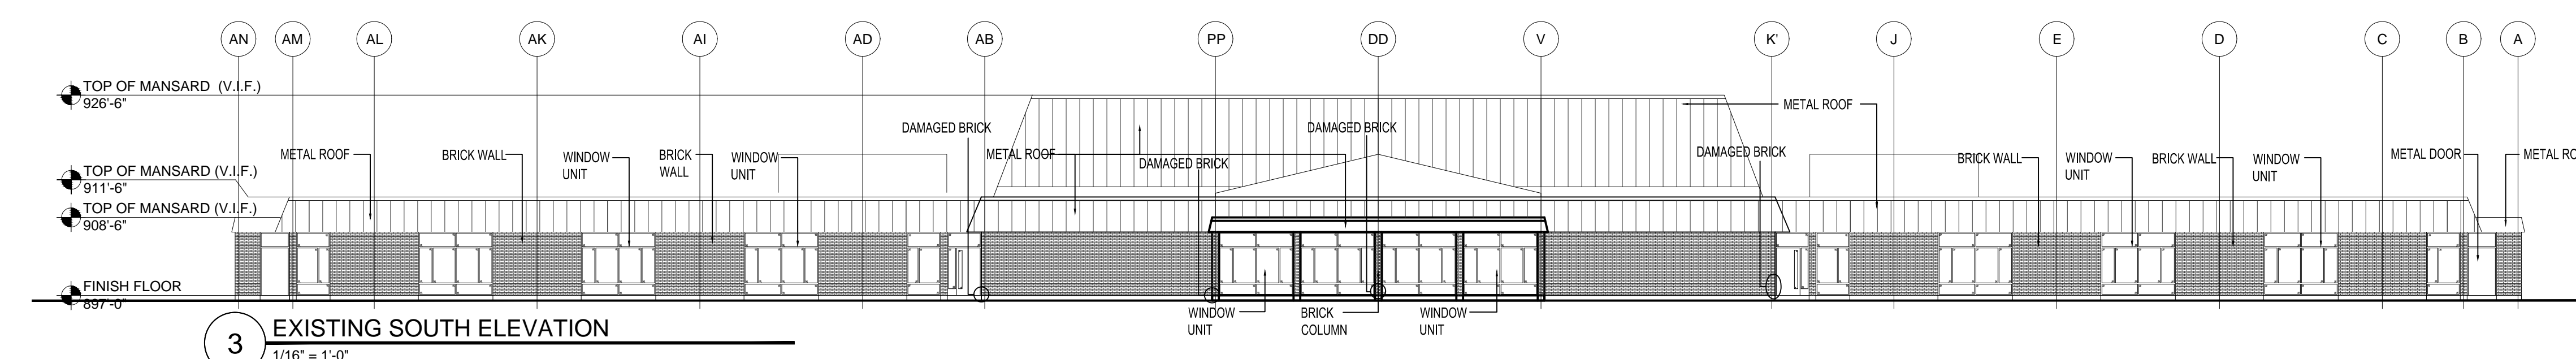 AN AM AL AK AI AD AB PP DD V K' J E D C B A
TOP OF MANSARD (V.I.F.)
926'-6"
METAL ROOF
DAMAGED BRICK
DAMAGED BRICK
METAL ROOF
BRICK WALL
WINDOW
UNIT
BRICK
WALL
WINDOW
UNIT
METAL ROOF
DAMAGED BRICK
DAMAGED BRICK
BRICK WALL
WINDOW
UNIT
BRICK WALL
WINDOW
UNIT
METAL DOOR
METAL RO
TOP OF MANSARD (V.I.F.)
911'-6"
TOP OF MANSARD (V.I.F.)
908'-6"
FINISH FLOOR
897'-0"
WINDOW
UNIT
BRICK
COLUMN
WINDOW
UNIT
3 EXISTING SOUTH ELEVATION
1/16" = 1'-0"